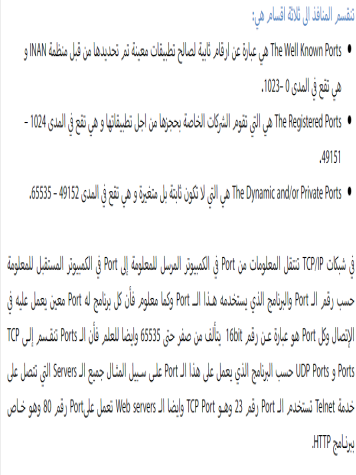 تنقسم المنافذ الى ثلاثة اقسام هي:
The Well Known Ports هي عبارة عن ارقام ثابتة لصالح تطبيقات معينة تم تحديدها من قبل منظمة INAN و
هي تقع في المدى 0 –1023.
The Registered Ports هي التي تقوم الشركات الخاصة بحجزها من اجل تطبيقاتها و هي تقع في المدى 1024 –
49151.
The Dynamic and/or Private Ports هي التي لا تكون ثابتة بل متغيرة و هي تقع في المدى 49152 – 65535.
في شبكات TCP/IP تنتقل المعلومات من Port في الكمبيوتر المرسل للمعلومة إلى Port في الكمبيوتر المستقبل للمعلومة
حسب رقم الـ Port والبرنامج الذي يستخدمه هذا الـ Port وكما معلوم فأن كل برنامج له Port معين يعمل عليه في
الإتصال وكل Port هو عبارة عن رقم 16bit يتألف من صفر حتى 65535 وايضا للعلم فأن الـ Ports تنقسم إلى TCP
Ports و UDP Ports حسب البرنامج الذي يعمل على هذا الـ Port على سبيل المثال جميع الـ Servers التي تتصل على
خدمة Telnet تستخدم الـ Port رقم 23 وهو TCP Port وايضا الـ Web servers تعمل علىPort رقم 80 وهو خاص
ببرنامج HTTP.